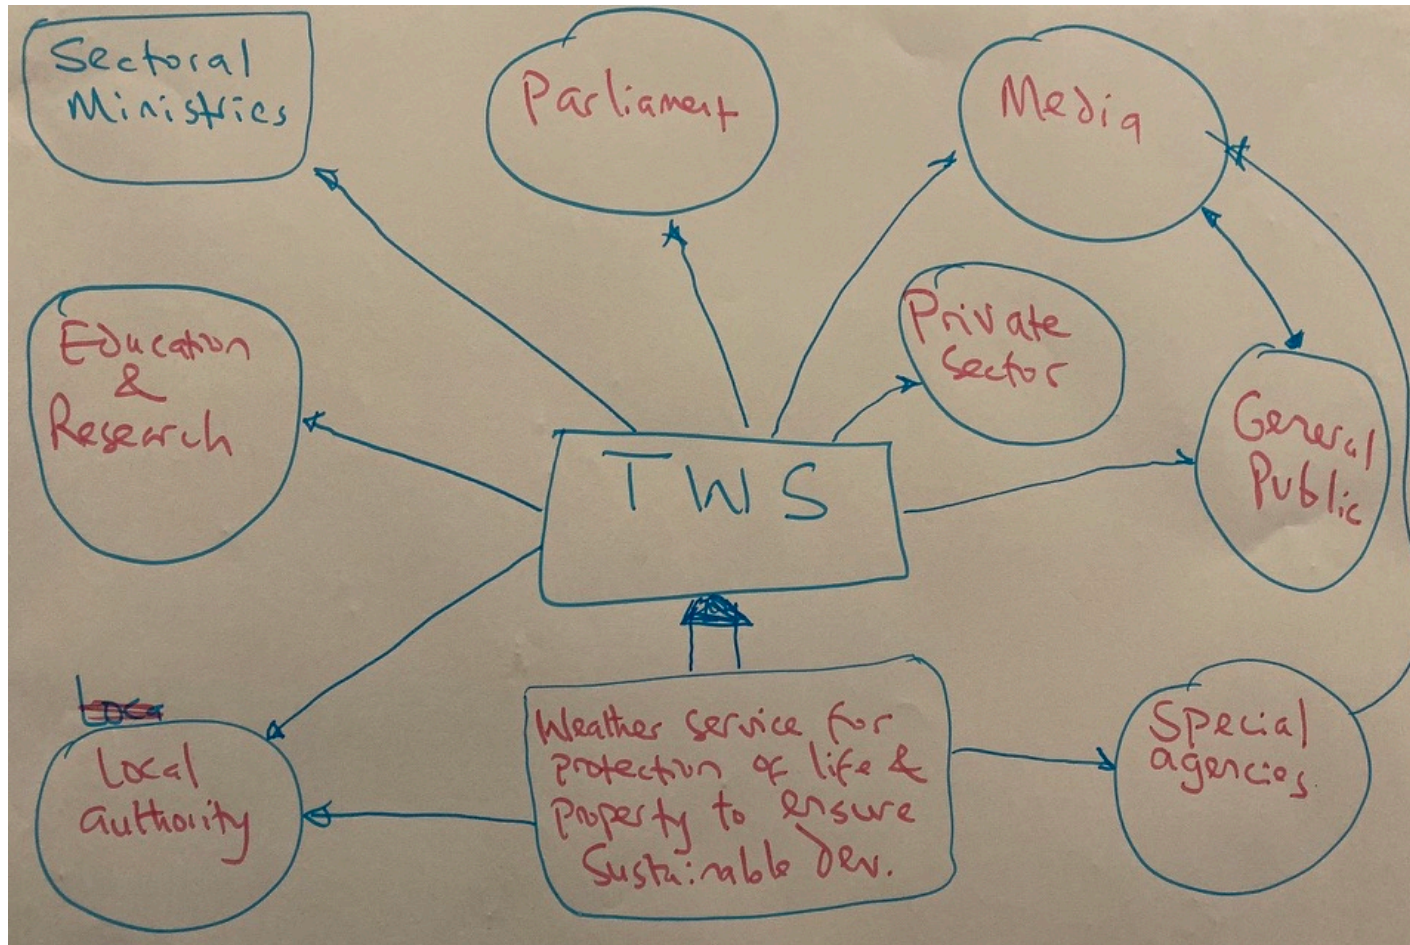 Sectoral
Ministries
Parliament
Media
Education
&
Research
Private
Sector
General
Public
TWS
Loca
Local
authority
Weather service for
protection of life &
property to ensure
Sustainable Dev.
Special
agencies.